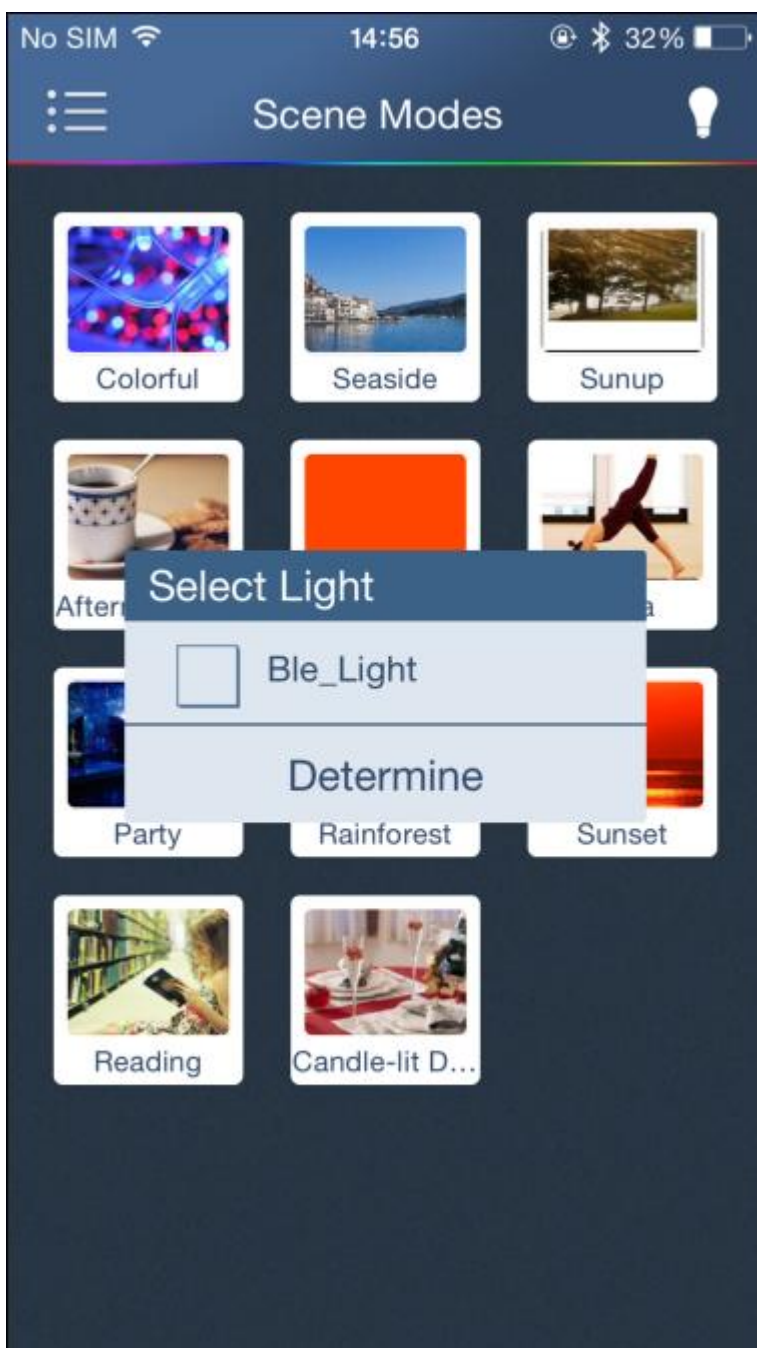 No SIM 14:56 32%
Scene Modes
Colorful Seaside Sunup
Select Light
Ble_Light
Determine
Party Rainforest Sunset
Reading Candle-lit D...